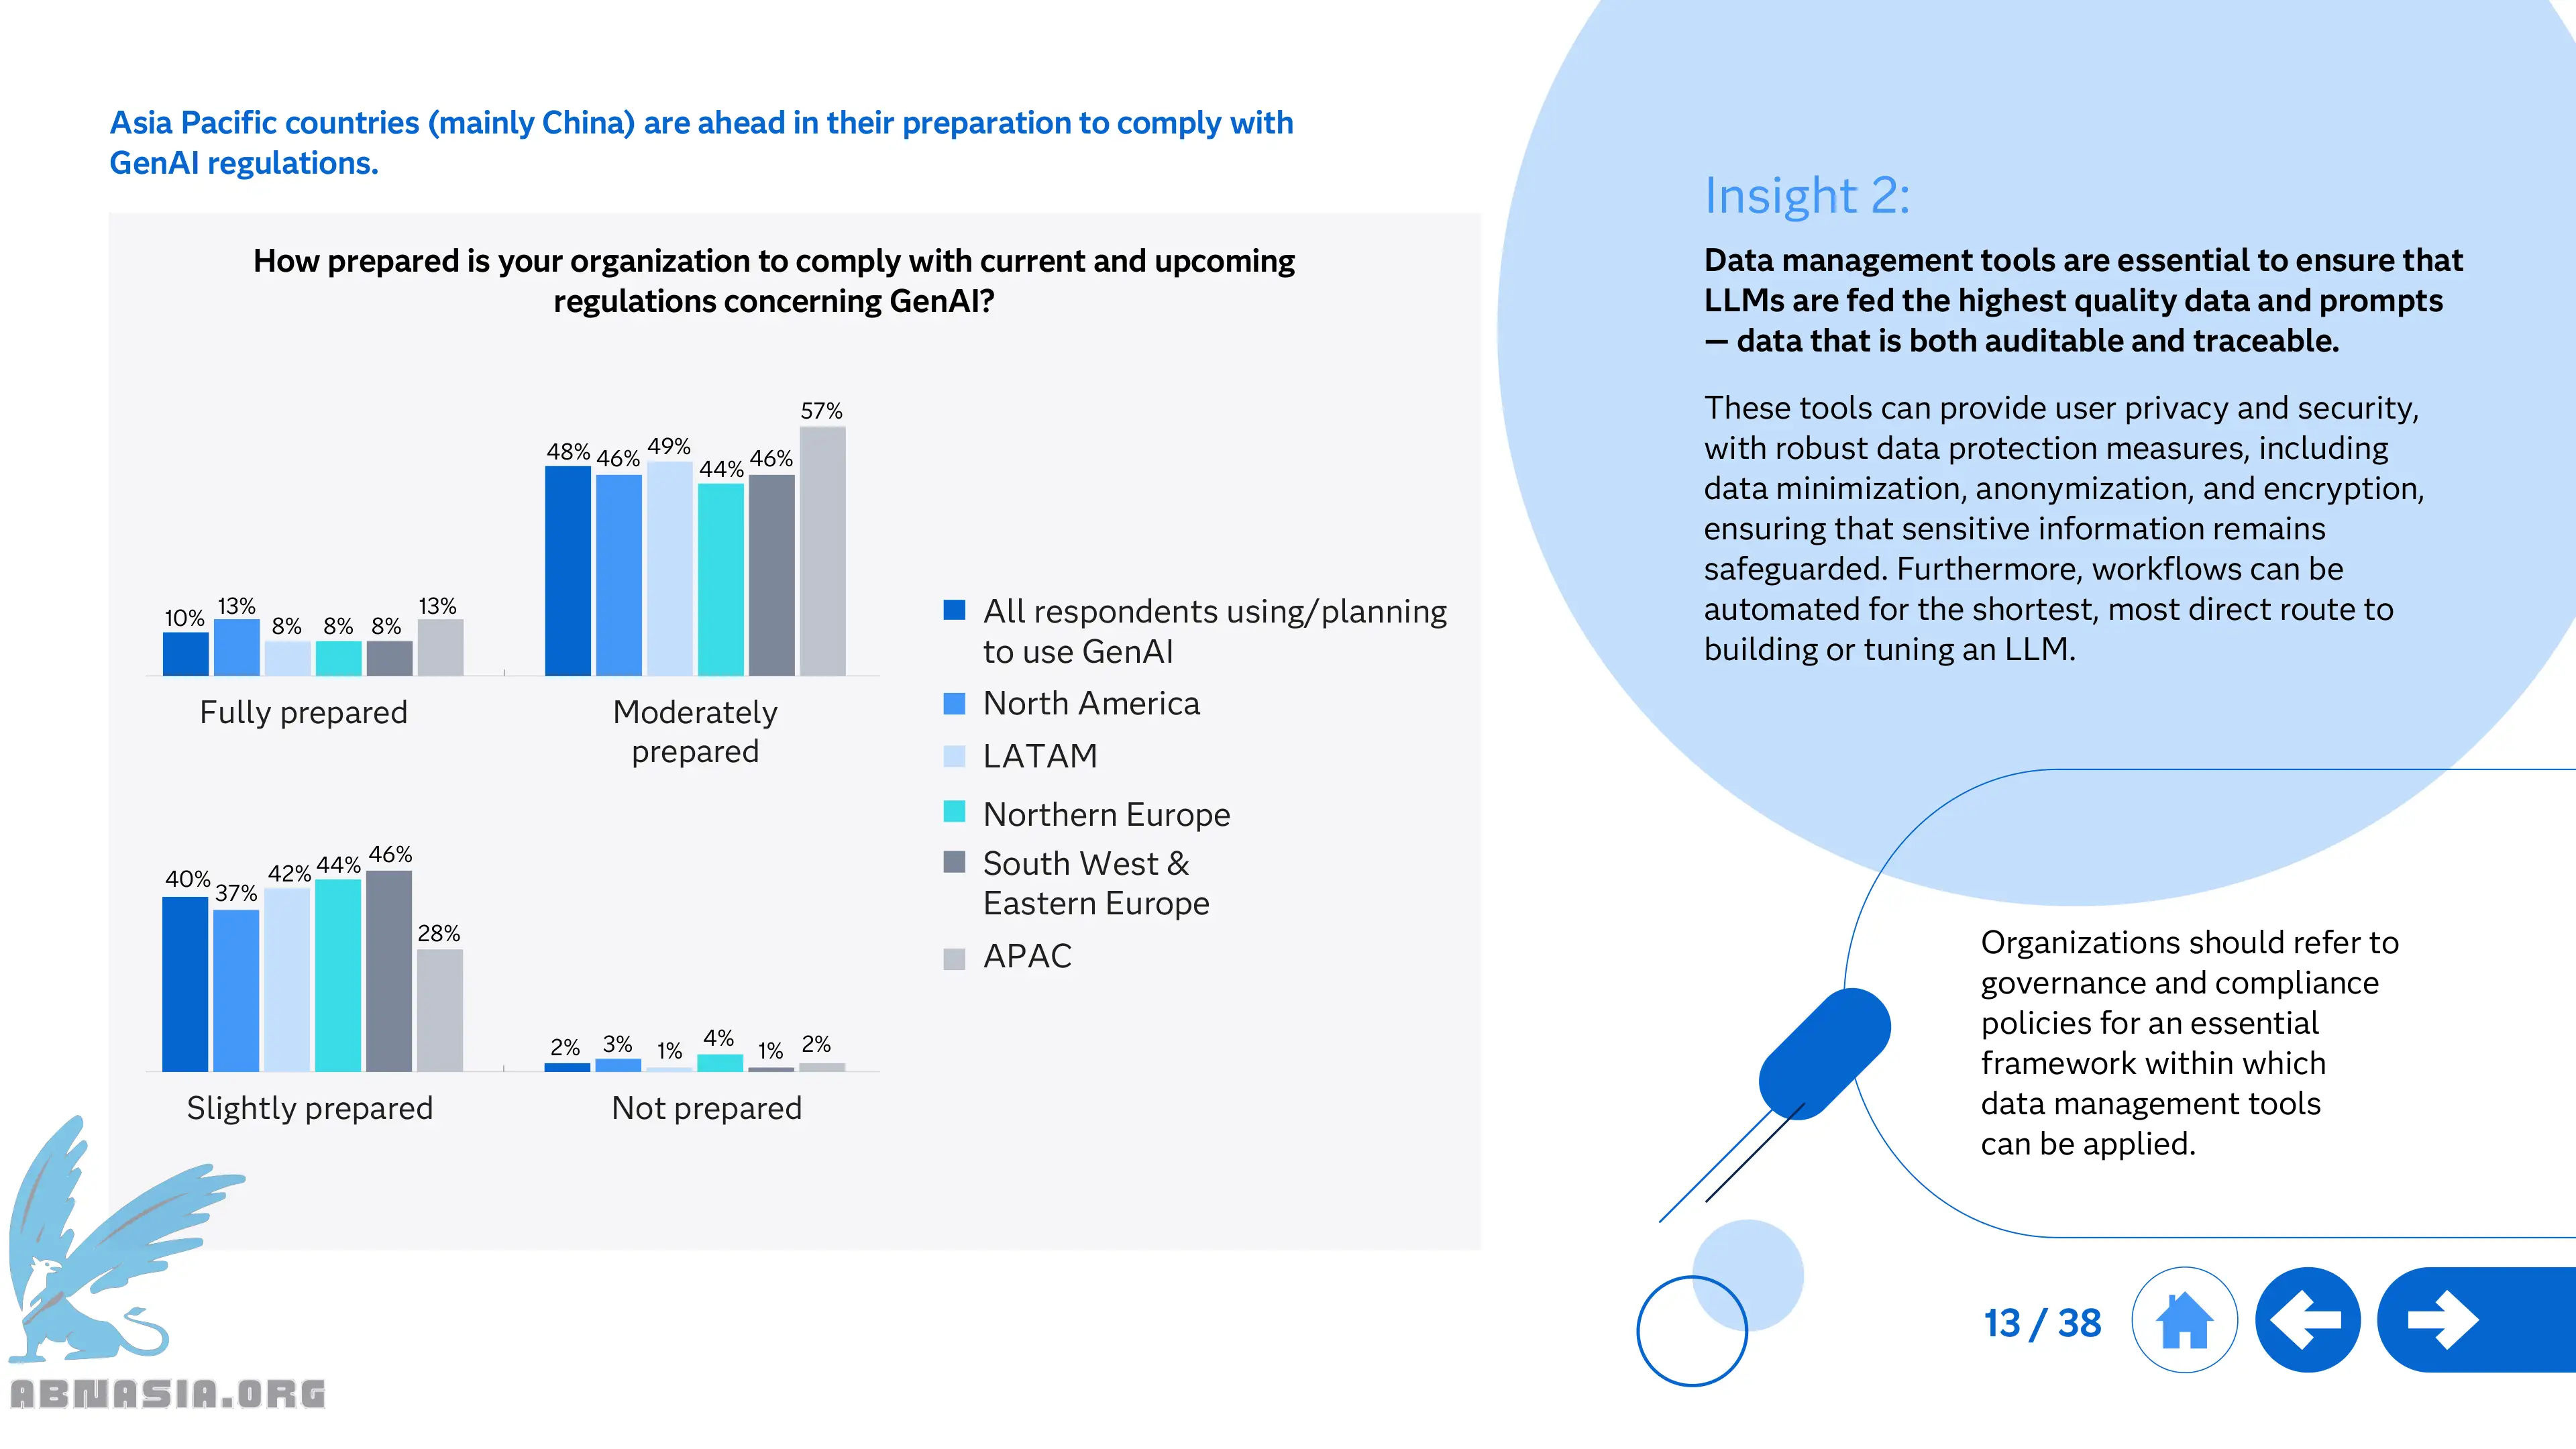 Asia Pacific countries (mainly China) are ahead in their preparation to comply with
GenAI regulations.
How prepared is your organization to comply with current and upcoming
regulations concerning GenAI?
10%
13%
8%
8%
8%
13%
Fully prepared
48%
46%
49%
44%
46%
57%
Moderately
prepared
40%
37%
42%
44%
46%
28%
Slightly prepared
2%
3%
1%
4%
1%
2%
Not prepared
All respondents using/planning
to use GenAI
North America
LATAM
Northern Europe
South West &
Eastern Europe
APAC
Insight 2:
Data management tools are essential to ensure that
LLMs are fed the highest quality data and prompts
— data that is both auditable and traceable.
These tools can provide user privacy and security,
with robust data protection measures, including
data minimization, anonymization, and encryption,
ensuring that sensitive information remains
safeguarded. Furthermore, workflows can be
automated for the shortest, most direct route to
building or tuning an LLM.
Organizations should refer to
governance and compliance
policies for an essential
framework within which
data management tools
can be applied.
13 / 38
ABNASIA.ORG